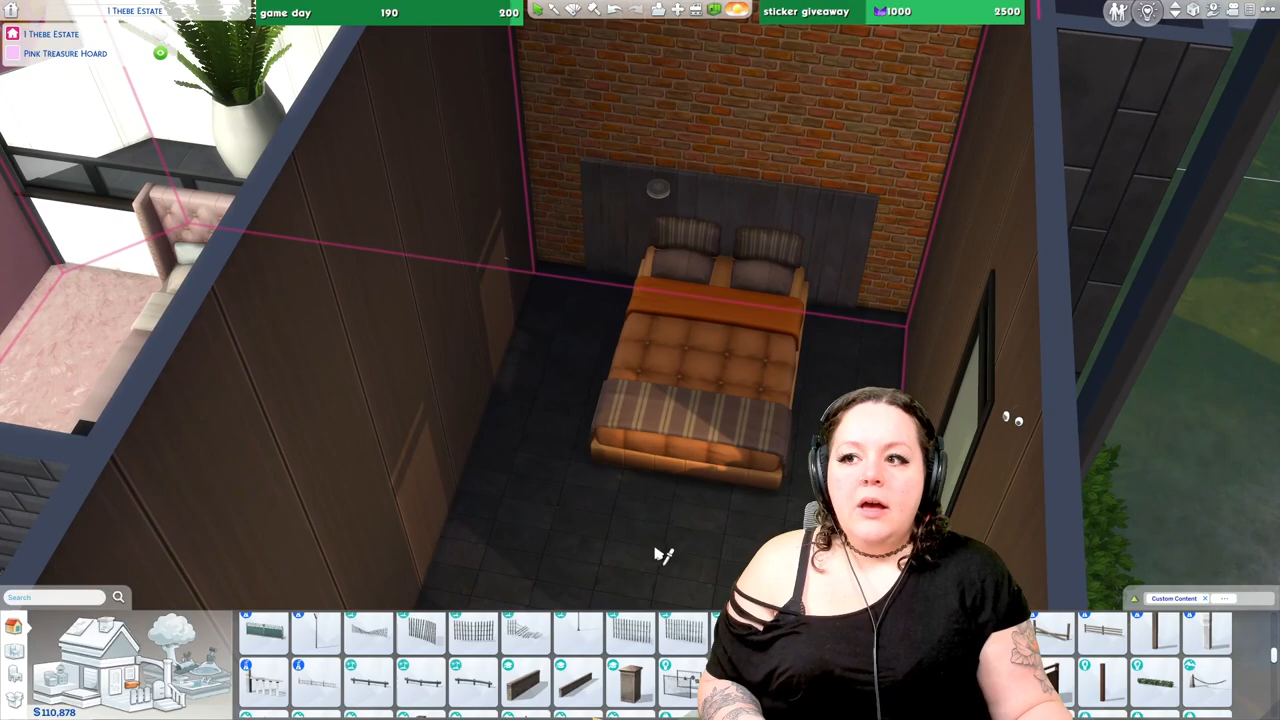 1 Thebe Estate
game day 190 200
sticker giveaway 1000 2500
1 Thebe Estate
Pink Treasure Hoard
Search
Custom Content X ...
$110,878